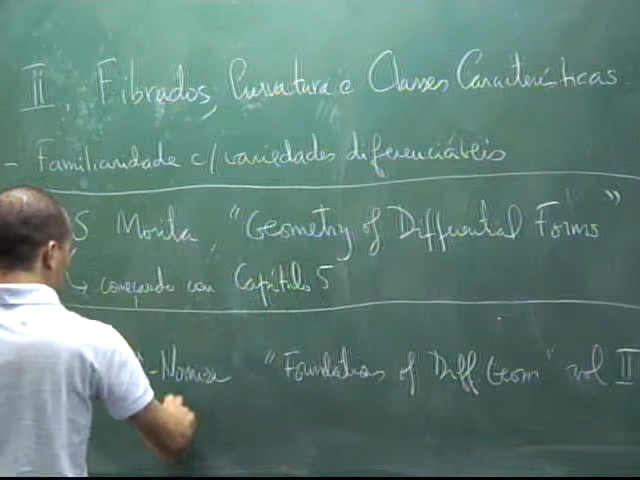 II. Fibrados, Curvatura e Classes Características
- Familiaridade c/ variedades diferenciáveis
S Morita, "Geometry of Differential Forms"
↳ começando com Capítulo 5
-Nomizu "Foundations of Diff Geom" vol II